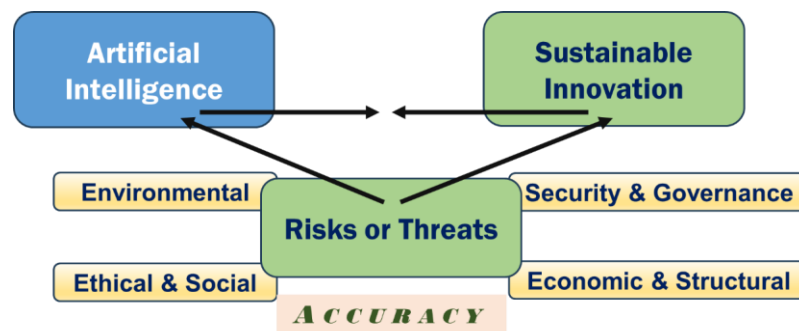 Artificial
Intelligence
Sustainable
Innovation
Environmental
Security & Governance
Risks or Threats
Ethical & Social
Economic & Structural
ACCURACY